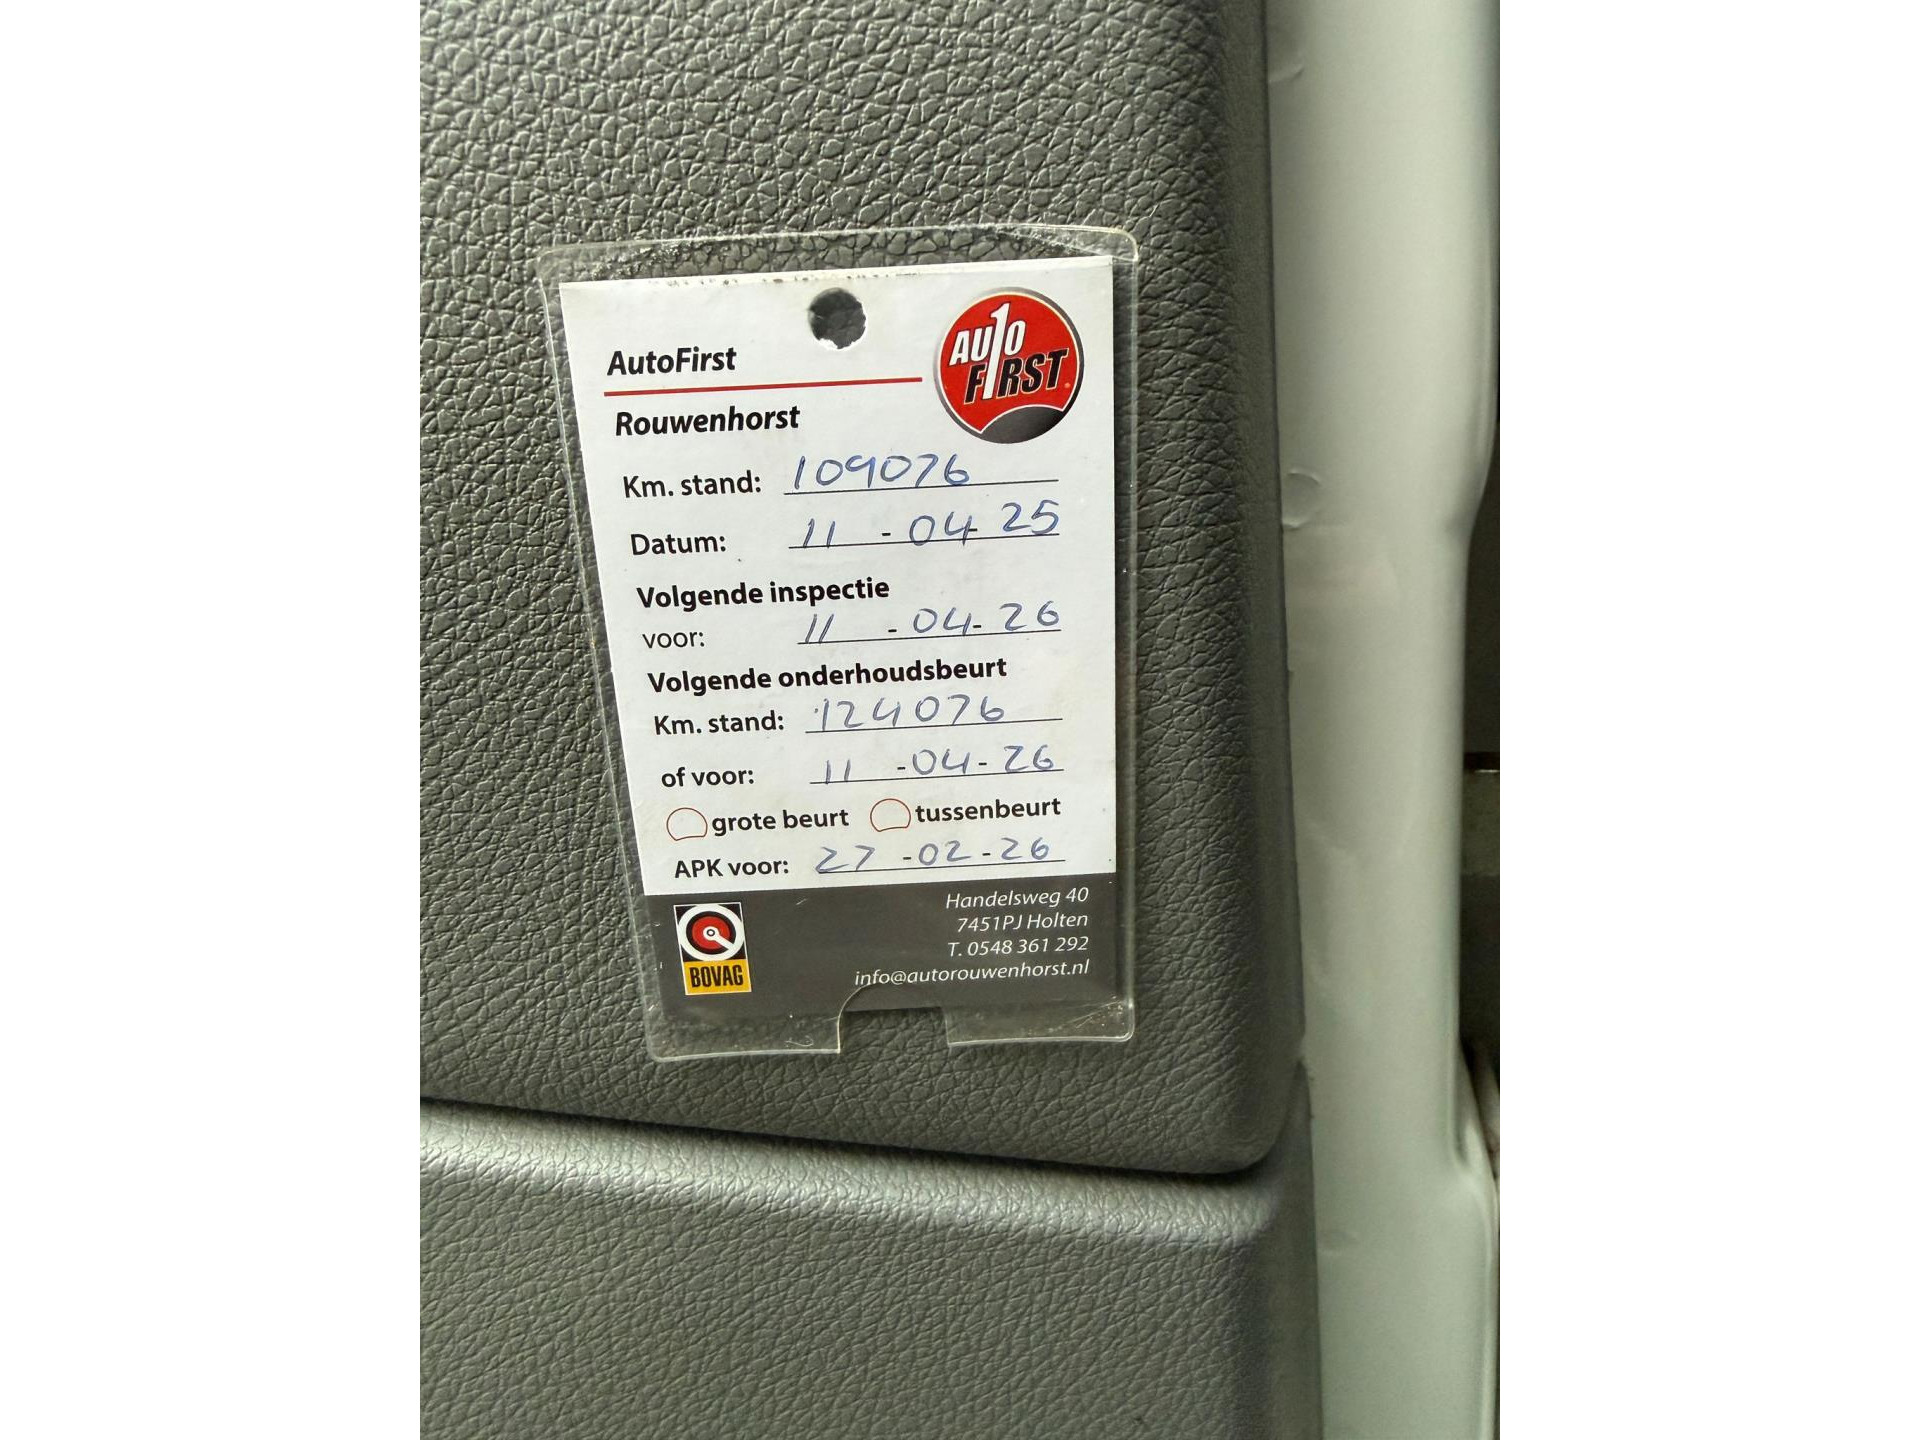 AutoFirst
AUTO
FIRST
Rouwenhorst
Km. stand: 109076
Datum: 11 - 04 - 25
Volgende inspectie
voor: 11 - 04 - 26
Volgende onderhoudsbeurt
Km. stand: 124076
of voor: 11 - 04 - 26
grote beurt tussenbeurt
APK voor: 27 - 02 - 26
Handelsweg 40
7451PJ Holten
T. 0548 361 292
info@autorouwenhorst.nl
BOVAG